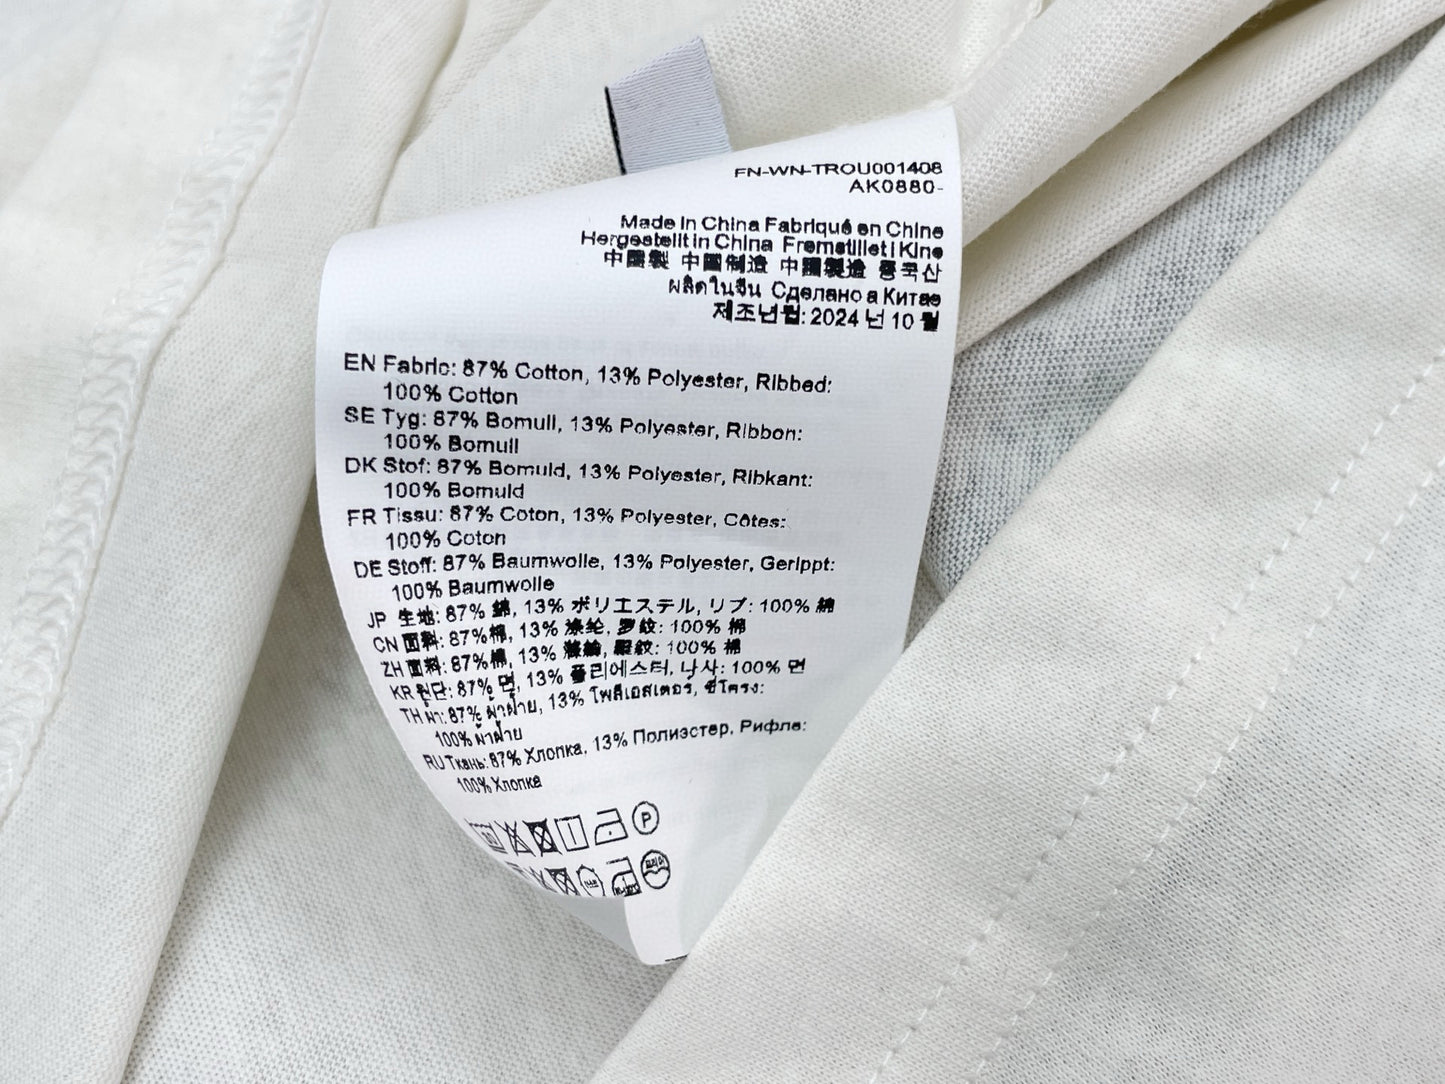 FN-WN-TROU001408
AK0880-
Made in China Fabriqué en Chine
Hergestellt in China Fremstillet i Kine
中國製 中國制造 中國製造 중국산
ผลิตในจีน Сделано в Китае
제조년월: 2024 년 10 월
EN Fabric: 87% Cotton, 13% Polyester, Ribbed:
100% Cotton
SE Tyg: 87% Bomull, 13% Polyester, Ribbon:
100% Bomull
DK Stof: 87% Bomuld, 13% Polyester, Ribkant:
100% Bomuld
FR Tissu: 87% Coton, 13% Polyester, Côtes:
100% Coton
DE Stoff: 87% Baumwolle, 13% Polyester, Gerippt:
100% Baumwolle
JP 生地: 87% 綿, 13% ポリエステル, リブ: 100% 綿
CN 面料: 87% 棉, 13% 涤纶, 罗纹: 100% 棉
ZH 面料: 87% 棉, 13% 滌綸, 羅紋: 100% 棉
KR 원단: 87% 면, 13% 폴리에스터, 나사: 100% 면
TH ผ้า: 87% ผ้าฝ้าย, 13% โพลีเอสเตอร์, ซี่โครง:
100% ผ้าฝ้าย
RU Ткань: 87% Хлопка, 13% Полиэстер, Рифле:
100% Хлопка
P